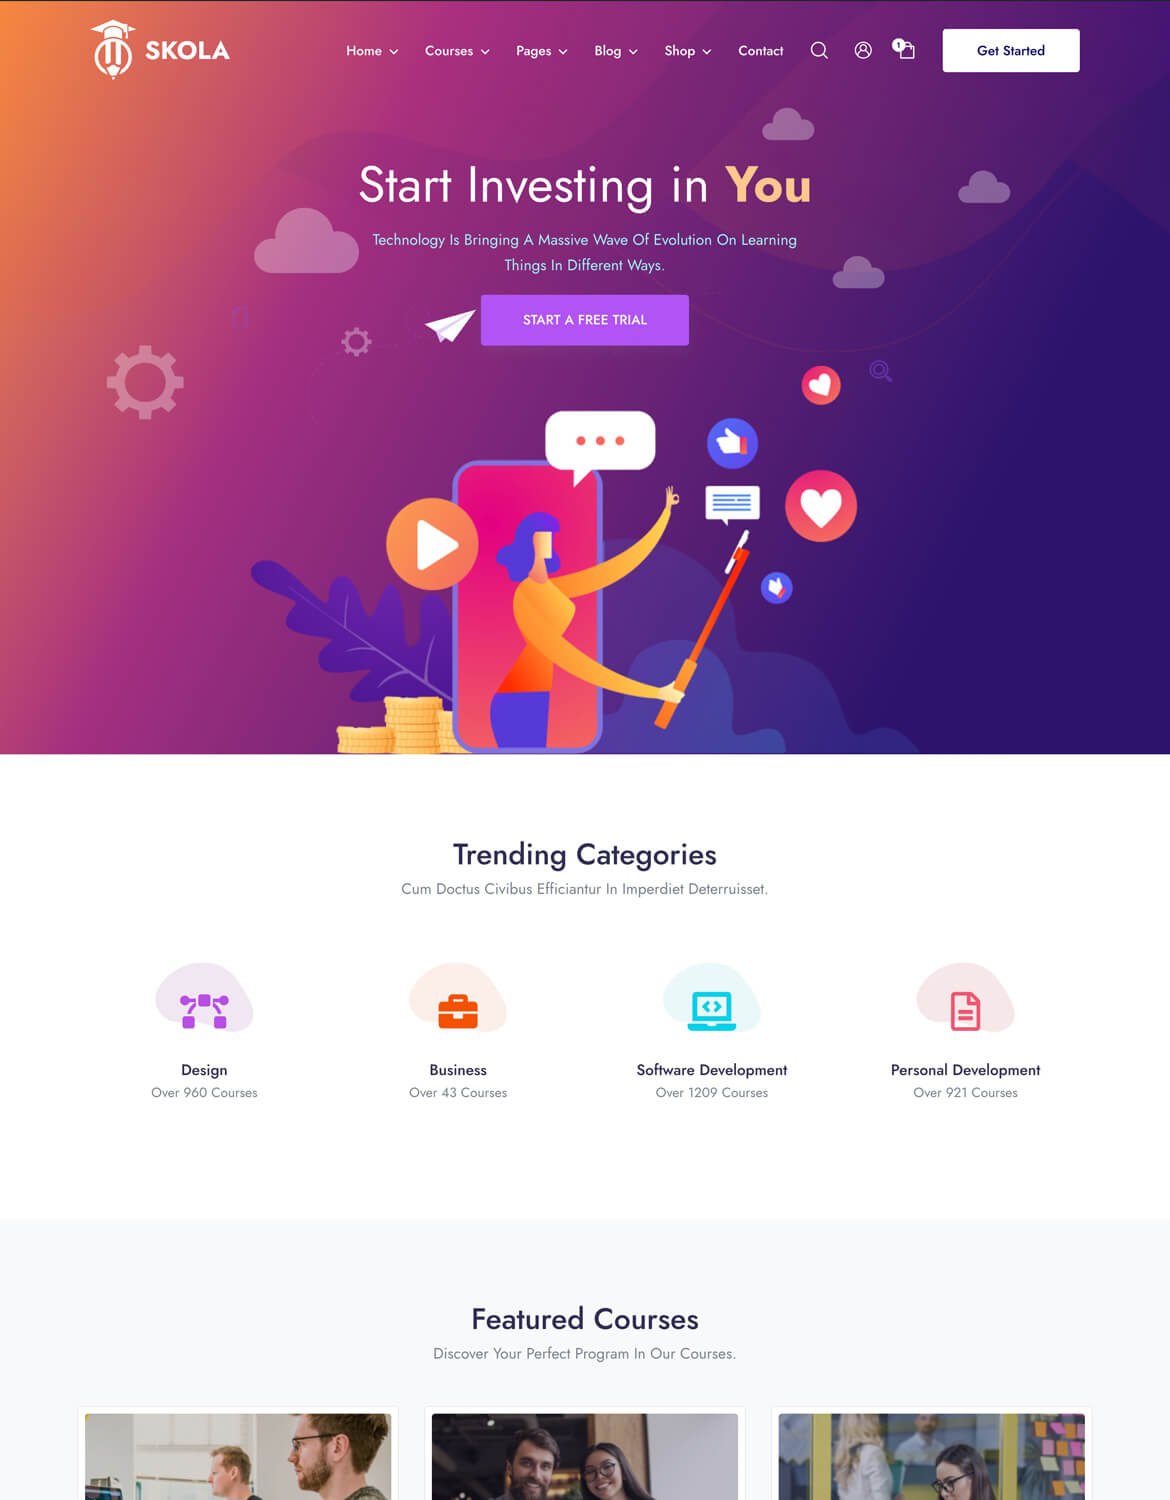 SKOLA
Home Courses Pages Blog Shop Contact 1 Get Started
Start Investing in You
Technology Is Bringing A Massive Wave Of Evolution On Learning
Things In Different Ways.
START A FREE TRIAL
Trending Categories
Cum Doctus Civibus Efficiantur In Imperdiet Deterruisset.
Design
Over 960 Courses
Business
Over 43 Courses
Software Development
Over 1209 Courses
Personal Development
Over 921 Courses
Featured Courses
Discover Your Perfect Program In Our Courses.